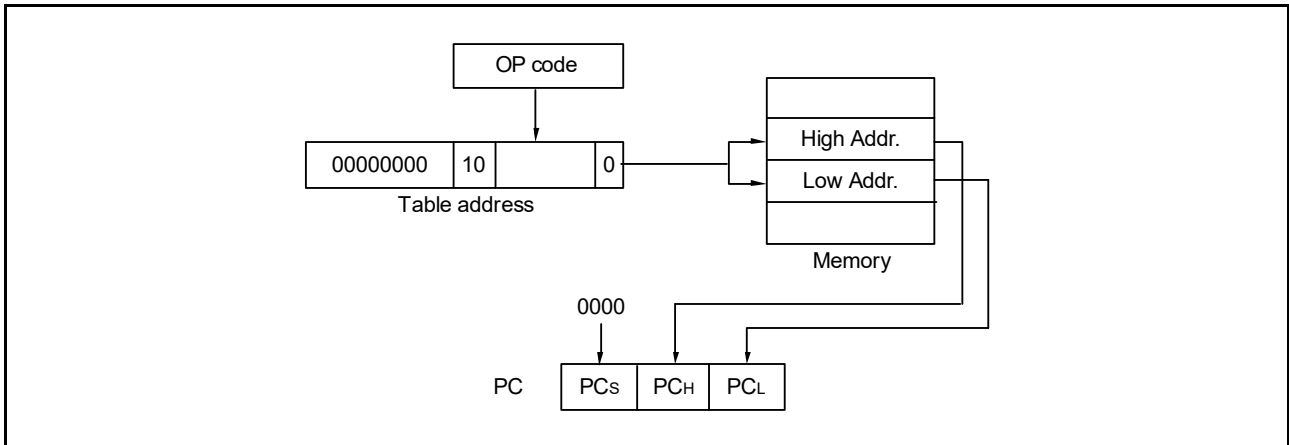 OP code
00000000 10 0
Table address
High Addr.
Low Addr.
Memory
0000
PC PCS PCH PCL